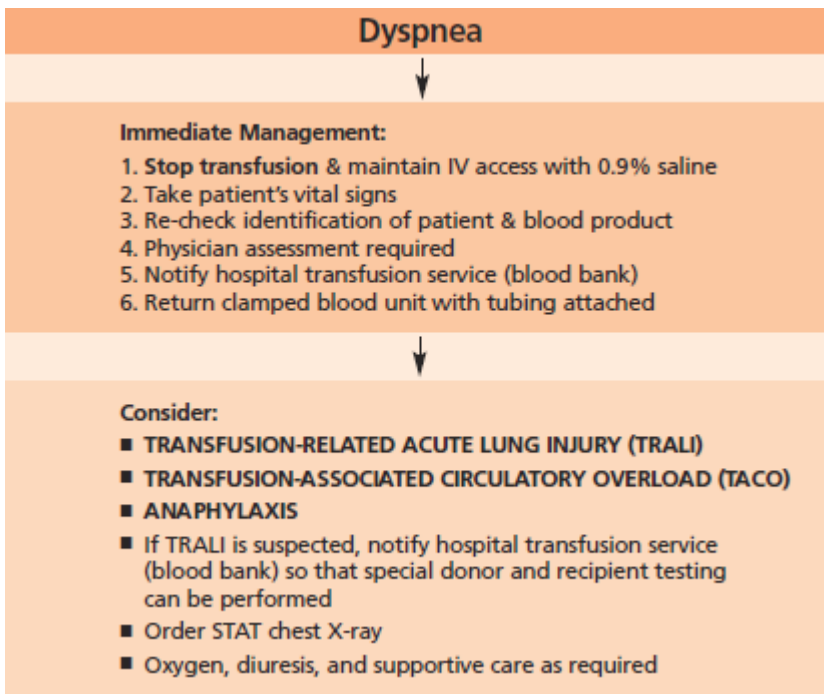 Dyspnea
Immediate Management:
1. Stop transfusion & maintain IV access with 0.9% saline
2. Take patient's vital signs
3. Re-check identification of patient & blood product
4. Physician assessment required
5. Notify hospital transfusion service (blood bank)
6. Return clamped blood unit with tubing attached
Consider:
■ TRANSFUSION-RELATED ACUTE LUNG INJURY (TRALI)
■ TRANSFUSION-ASSOCIATED CIRCULATORY OVERLOAD (TACO)
■ ANAPHYLAXIS
■ If TRALI is suspected, notify hospital transfusion service
(blood bank) so that special donor and recipient testing
can be performed
■ Order STAT chest X-ray
■ Oxygen, diuresis, and supportive care as required